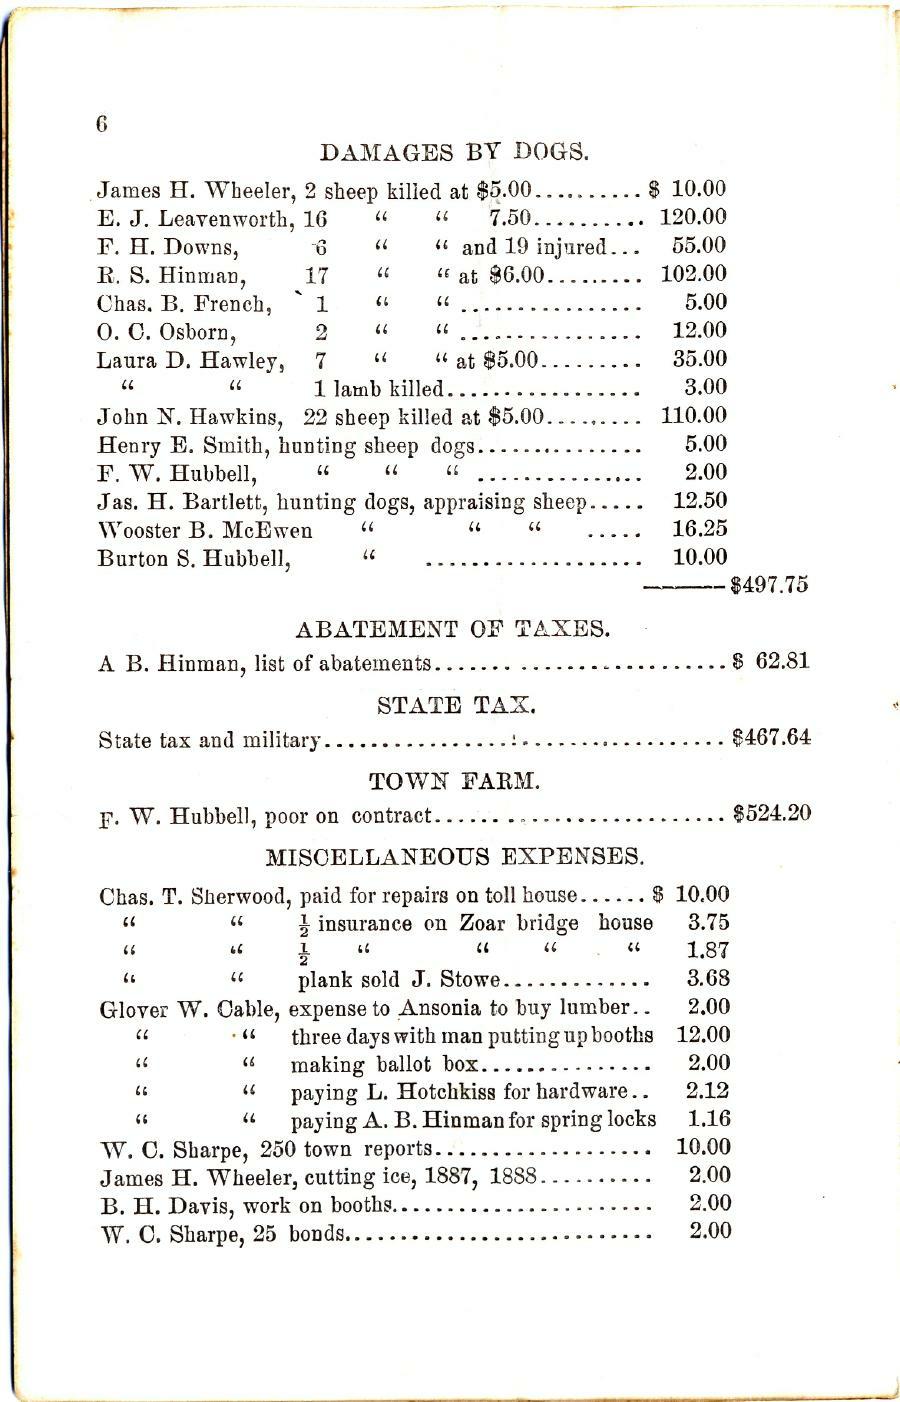 6
DAMAGES BY DOGS.
James H. Wheeler, 2 sheep killed at $5.00.......... $ 10.00
E. J. Leavenworth, 16 “ “ 7.50.......... 120.00
F. H. Downs, 6 “ “ and 19 injured... 55.00
R. S. Hinman, 17 “ “ at $6.00......... 102.00
Chas. B. French, 1 “ “ ................. 5.00
O. C. Osborn, 2 “ “ ................. 12.00
Laura D. Hawley, 7 “ “ at $5.00......... 35.00
“ “ 1 lamb killed.................. 3.00
John N. Hawkins, 22 sheep killed at $5.00......... 110.00
Henry E. Smith, hunting sheep dogs............... 5.00
F. W. Hubbell, “ “ “ ............... 2.00
Jas. H. Bartlett, hunting dogs, appraising sheep..... 12.50
Wooster B. McEwen “ “ “ ..... 16.25
Burton S. Hubbell, “ .................... 10.00
———$497.75
ABATEMENT OF TAXES.
A B. Hinman, list of abatements.......................... $ 62.81
STATE TAX.
State tax and military.................................... $467.64
TOWN FARM.
F. W. Hubbell, poor on contract.......................... $524.20
MISCELLANEOUS EXPENSES.
Chas. T. Sherwood, paid for repairs on toll house...... $ 10.00
“ “ ½ insurance on Zoar bridge house 3.75
“ “ ½ “ “ “ “ 1.87
“ “ plank sold J. Stowe............. 3.68
Glover W. Cable, expense to Ansonia to buy lumber.. 2.00
“ “ three days with man putting up booths 12.00
“ “ making ballot box............... 2.00
“ “ paying L. Hotchkiss for hardware.. 2.12
“ “ paying A. B. Hinman for spring locks 1.16
W. C. Sharpe, 250 town reports.................... 10.00
James H. Wheeler, cutting ice, 1887, 1888.......... 2.00
B. H. Davis, work on booths....................... 2.00
W. C. Sharpe, 25 bonds............................ 2.00